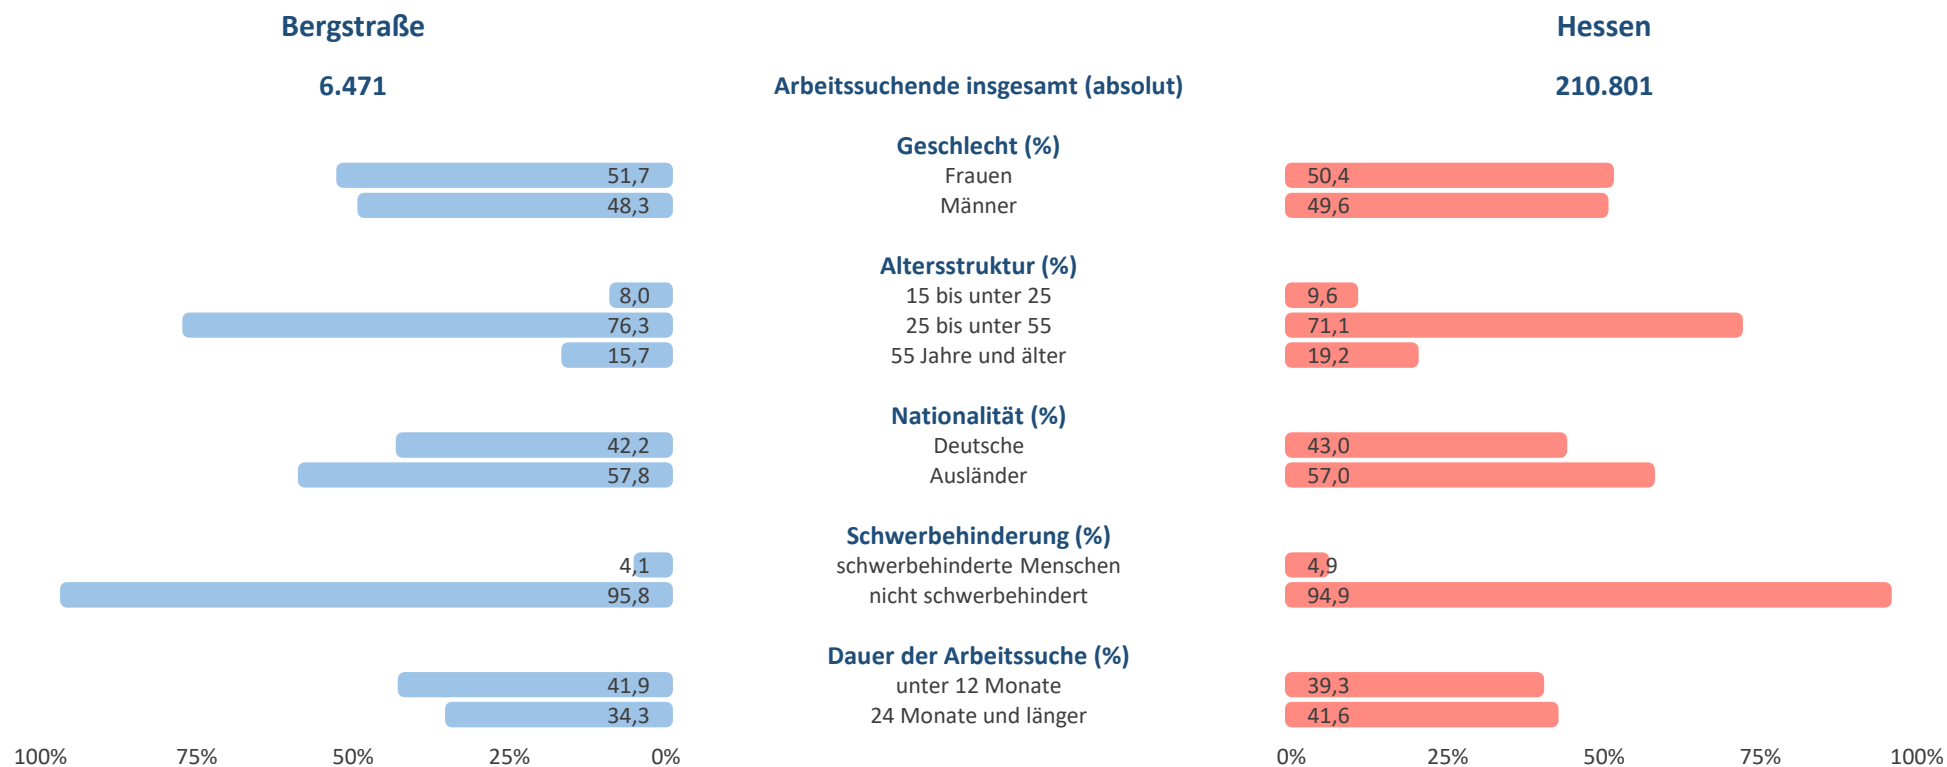 Bergstraße Hessen
6.471 Arbeitssuchende insgesamt (absolut) 210.801
Geschlecht (%)
51,7 Frauen 50,4
48,3 Männer 49,6
Altersstruktur (%)
8,0 15 bis unter 25 9,6
76,3 25 bis unter 55 71,1
15,7 55 Jahre und älter 19,2
Nationalität (%)
42,2 Deutsche 43,0
57,8 Ausländer 57,0
Schwerbehinderung (%)
4,1 schwerbehinderte Menschen 4,9
95,8 nicht schwerbehindert 94,9
Dauer der Arbeitssuche (%)
41,9 unter 12 Monate 39,3
34,3 24 Monate und länger 41,6
100% 75% 50% 25% 0% 0% 25% 50% 75% 100%